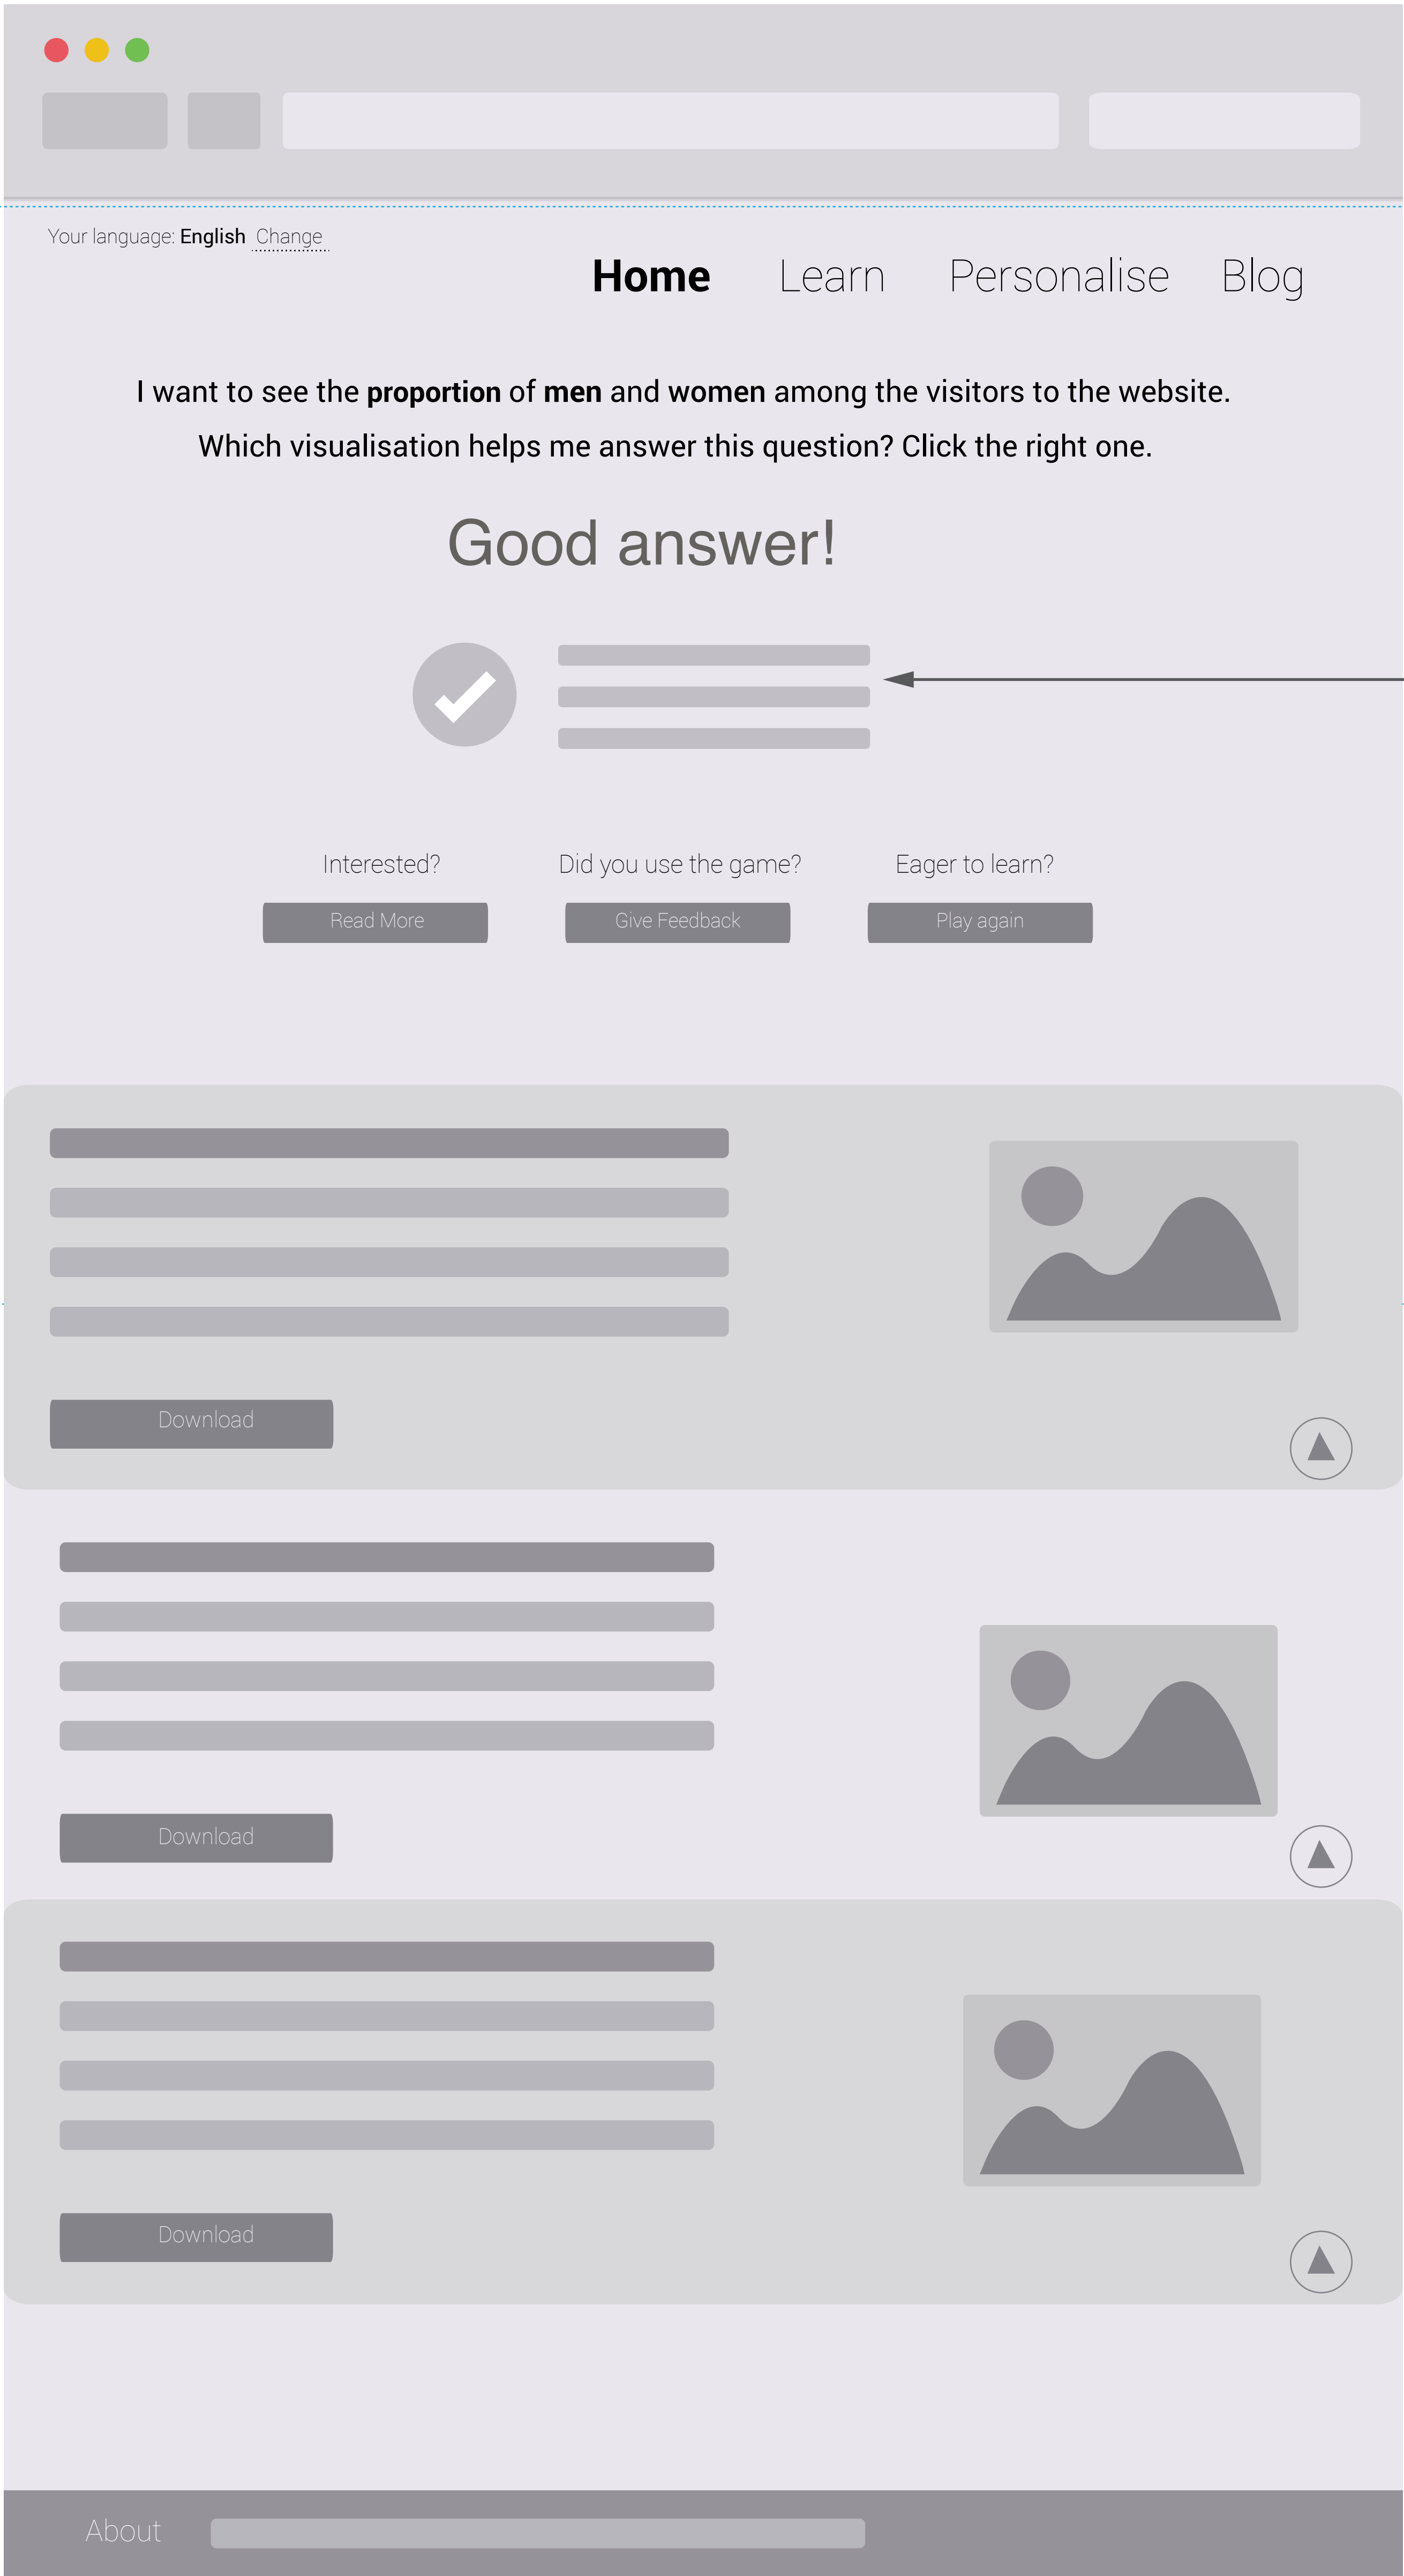 Your language: English Change
Home Learn Personalise Blog
I want to see the proportion of men and women among the visitors to the website.
Which visualisation helps me answer this question? Click the right one.
Good answer!
Interested? Did you use the game? Eager to learn?
Read More Give Feedback Play again
Download
Download
Download
About